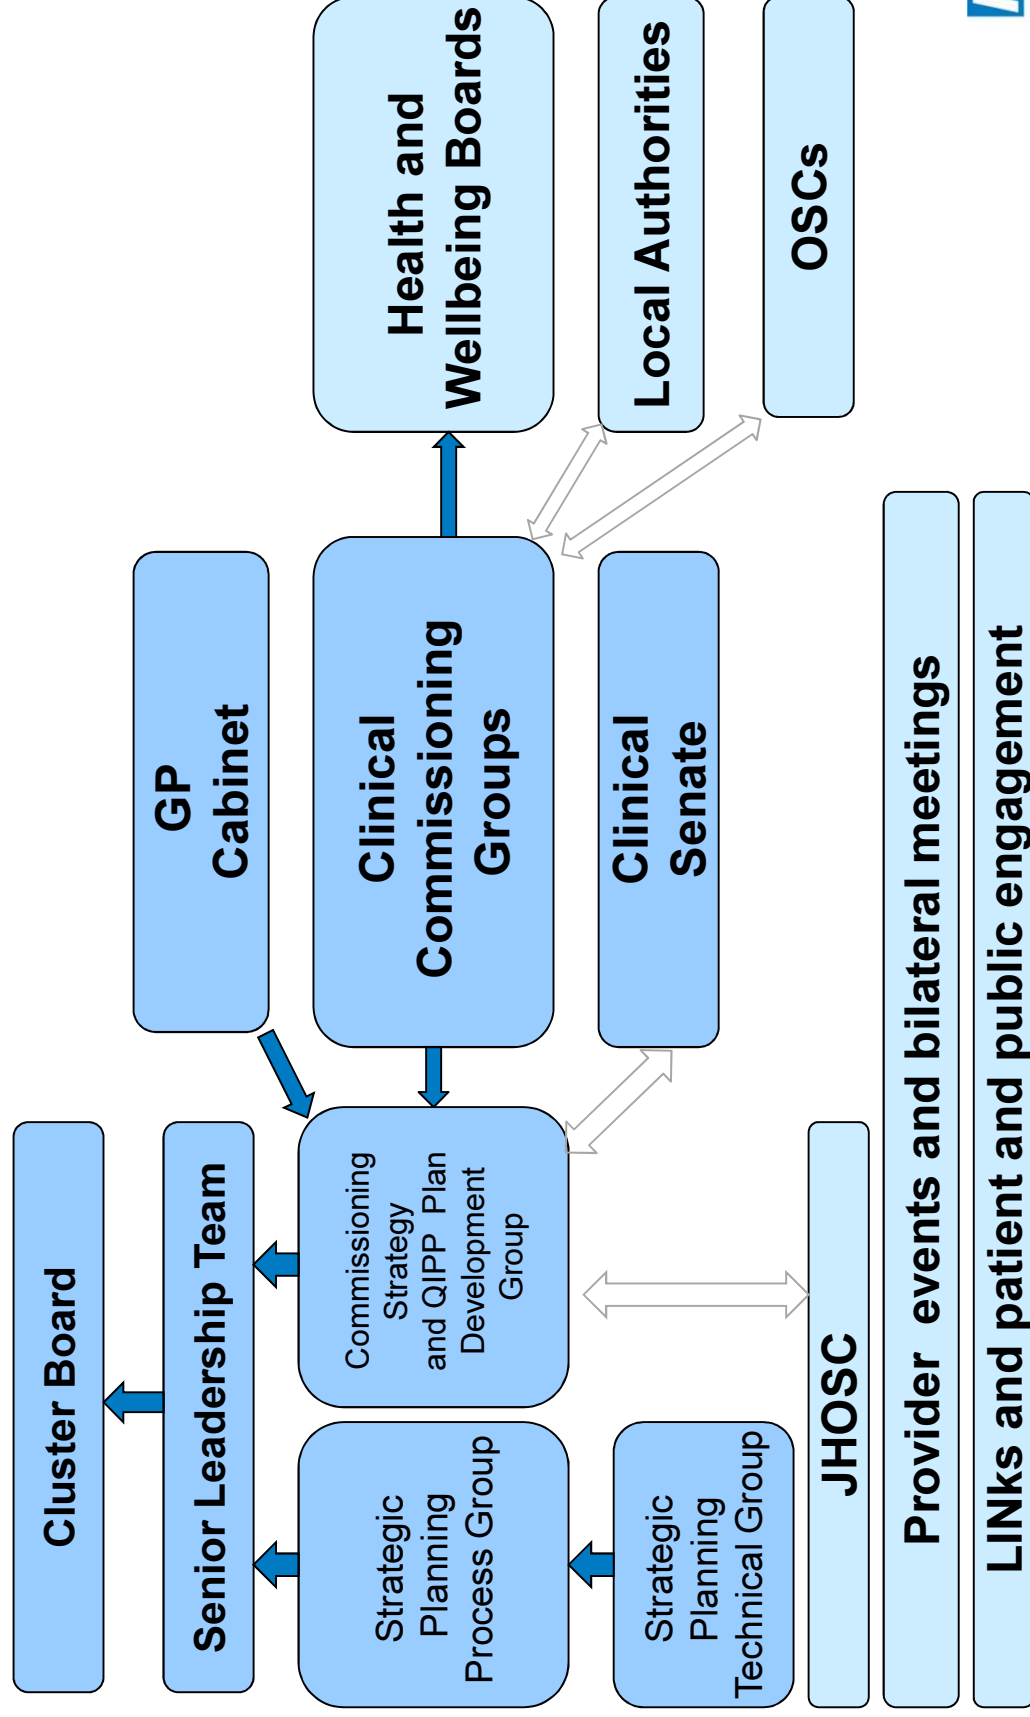 Cluster Board
Senior Leadership Team
GP
Cabinet
Strategic
Planning
Process Group
Commissioning
Strategy
and QIPP  Plan
Development
Group
Clinical
Commissioning
Groups
Health and
Wellbeing Boards
Strategic
Planning
Technical Group
Clinical
Senate
Local Authorities
OSCs
JHOSC
Provider  events and bilateral meetings
LINks and patient and public engagement